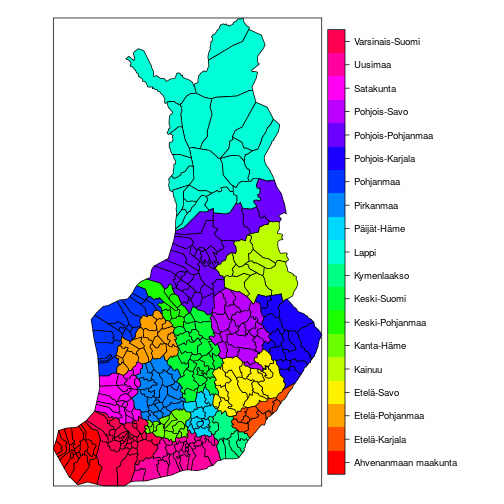 Varsinais-Suomi
Uusimaa
Satakunta
Pohjois-Savo
Pohjois-Pohjanmaa
Pohjois-Karjala
Pohjanmaa
Pirkanmaa
Päijät-Häme
Lappi
Kymenlaakso
Keski-Suomi
Keski-Pohjanmaa
Kanta-Häme
Kainuu
Etelä-Savo
Etelä-Pohjanmaa
Etelä-Karjala
Ahvenanmaan maakunta